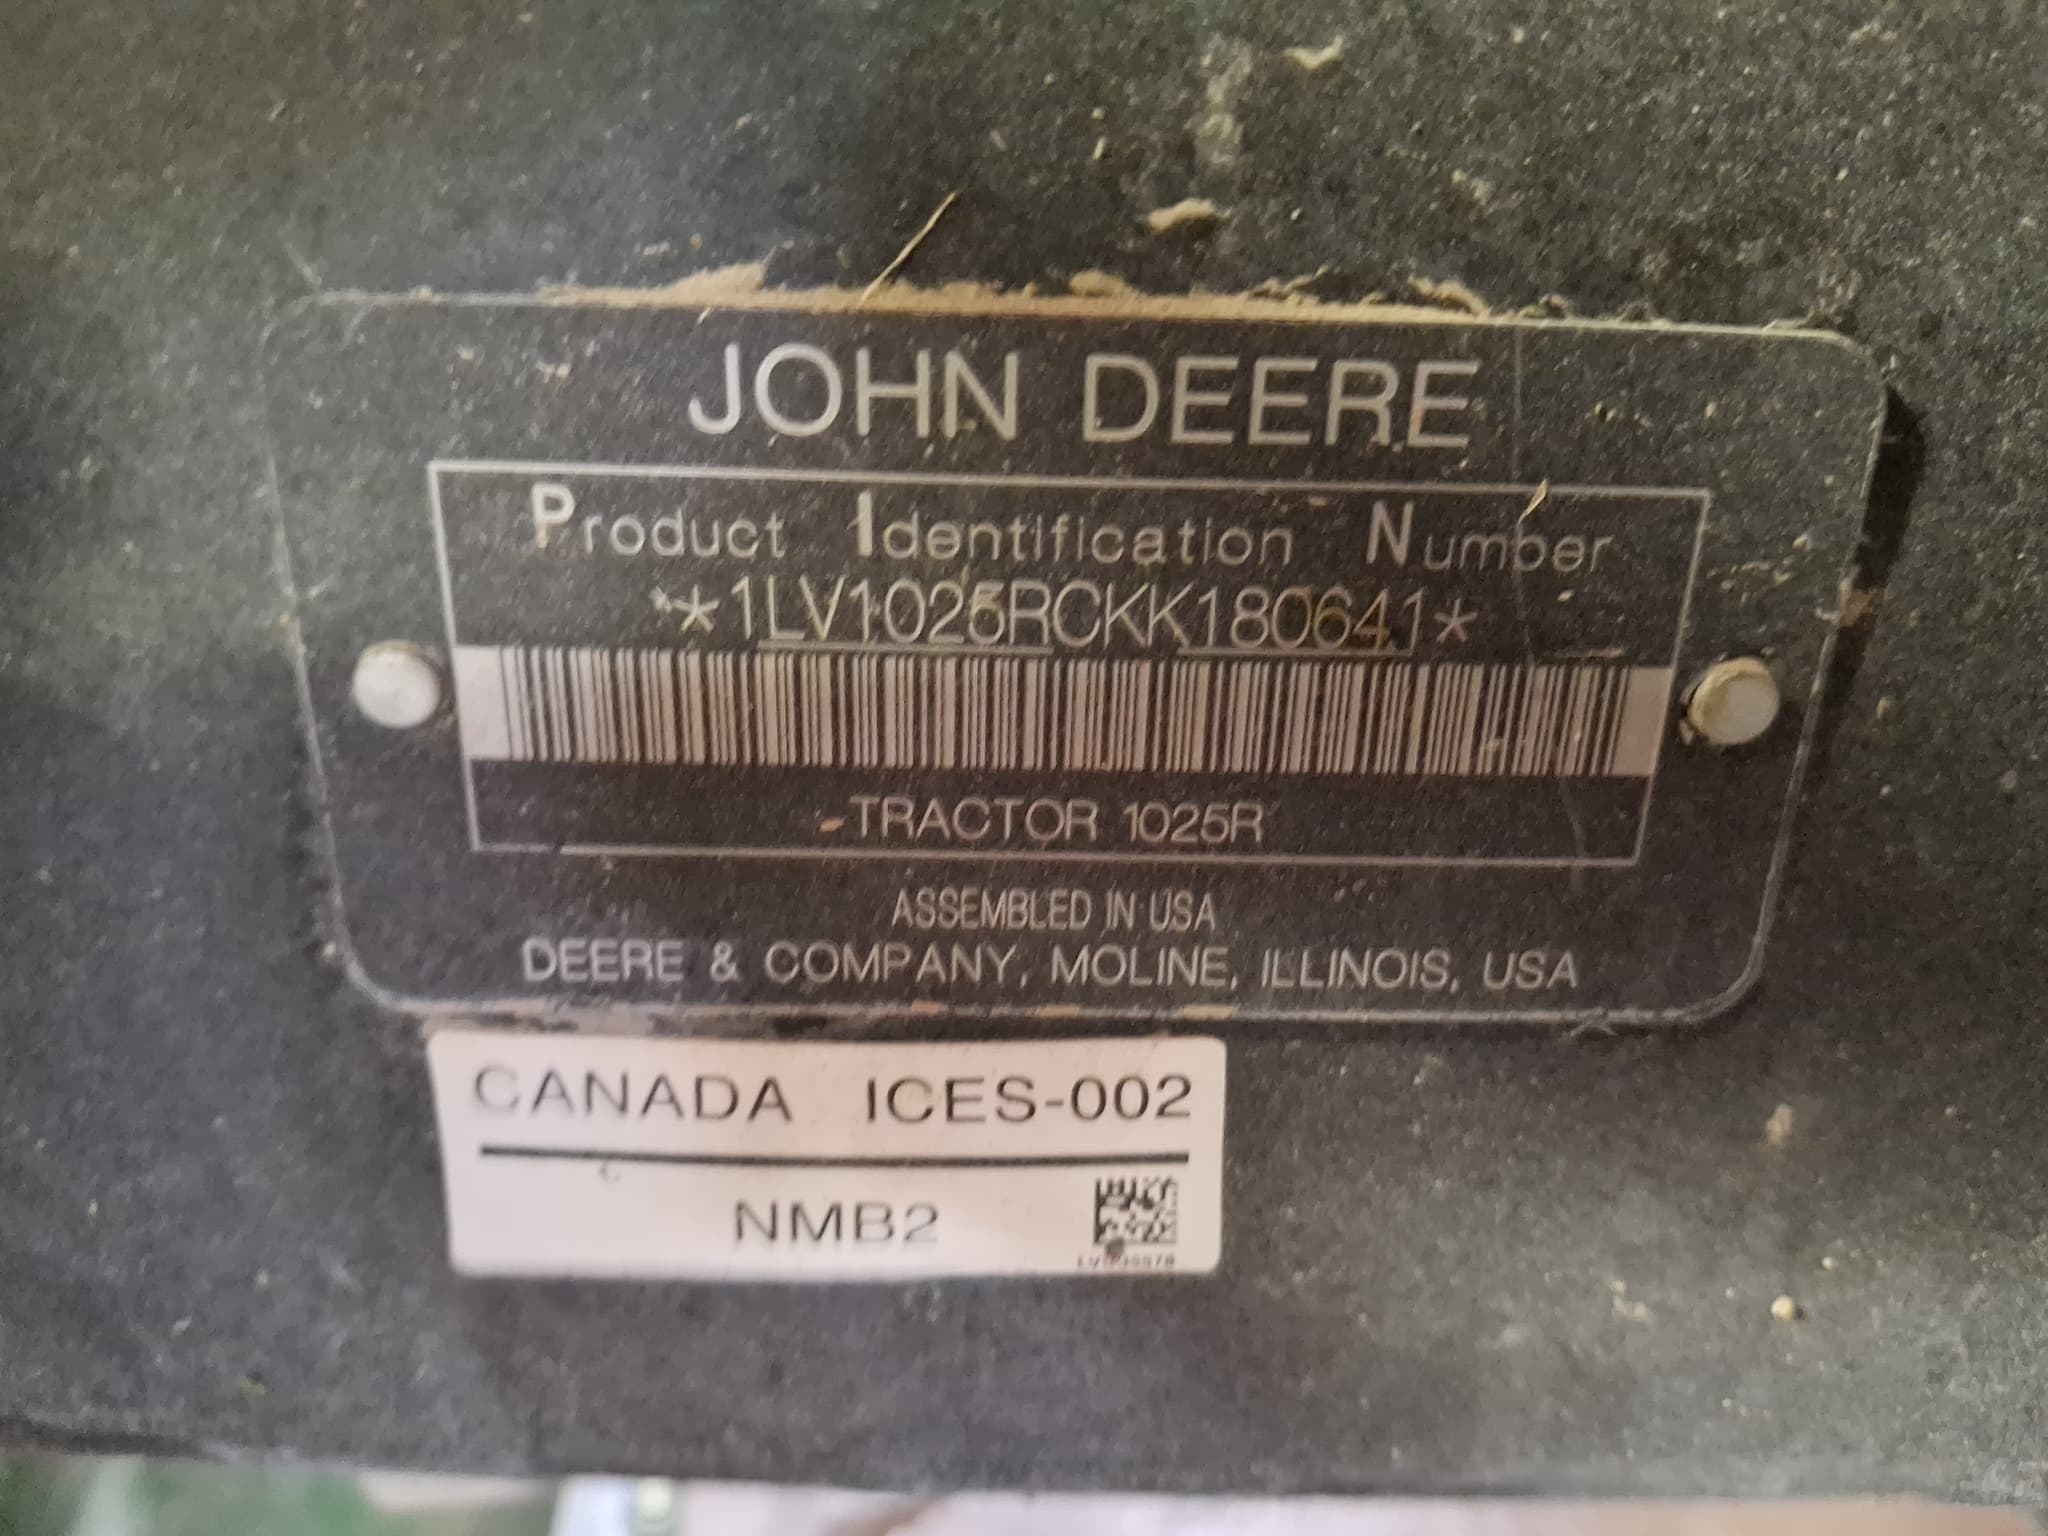 JOHN DEERE
Product Identification Number
*1LV1025RCKK180641*
TRACTOR 1025R
ASSEMBLED IN USA
DEERE & COMPANY, MOLINE, ILLINOIS, USA
CANADA ICES-002
NMB2